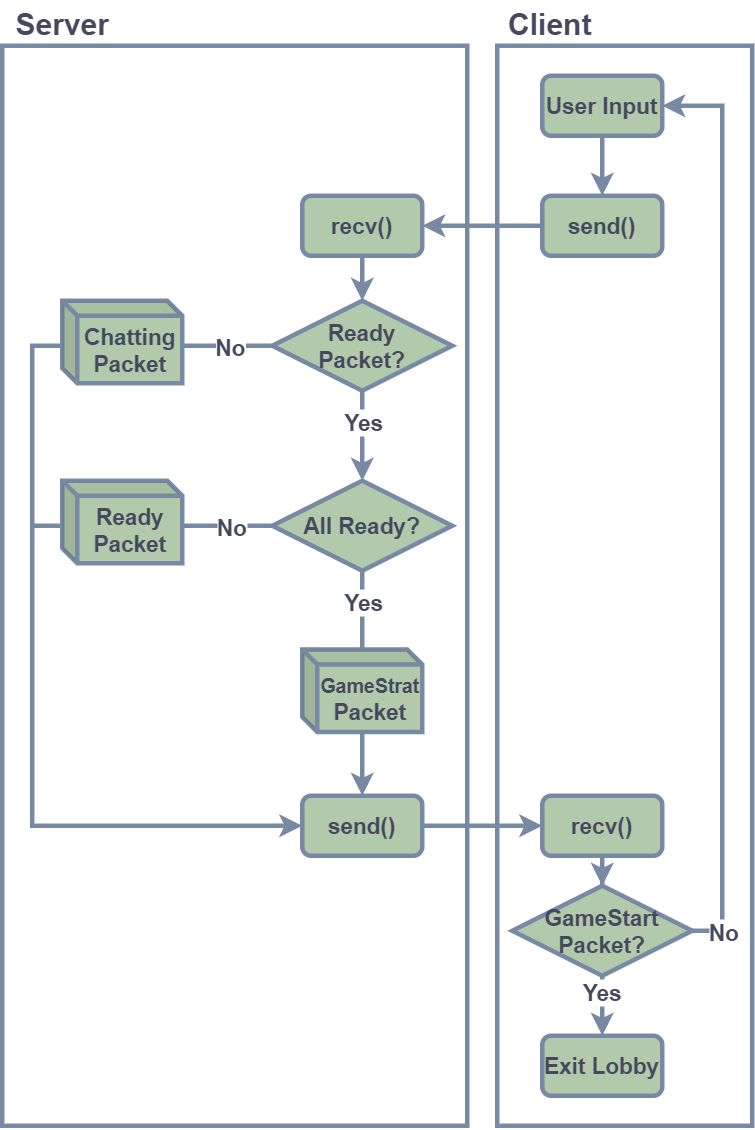 Server
Client
User Input
recv()
send()
Chatting
Packet
No
Ready
Packet?
Yes
Ready
Packet
No
All Ready?
Yes
GameStrat
Packet
send()
recv()
GameStart
Packet?
No
Yes
Exit Lobby